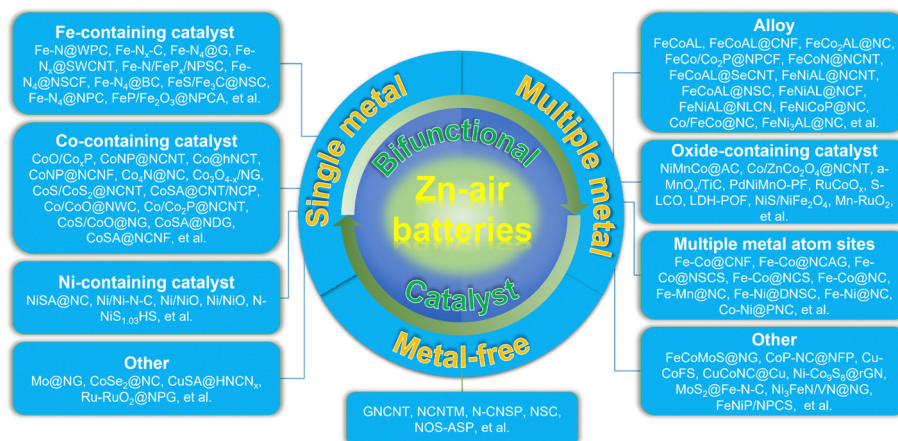 Fe-containing catalyst
Fe-N@WPC, Fe-Nₓ-C, Fe-N₄@G, Fe-
Nₓ@SWCNT, Fe-N/FePₓ/NPSC, Fe-
N₄@NSCF, Fe-N₄@BC, FeS/Fe₃C@NSC,
Fe-N₄@NPC, FeP/Fe₂O₃@NPCA, et al.
Co-containing catalyst
CoO/CoₓP, CoNP@NCNT, Co@hNCT,
CoNP@NCNF, Co₄N@NC, Co₃O₄₋ₓ/NG,
CoS/CoS₂@NCNT, CoSA@CNT/NCP,
Co/CoO@NWC, Co/Co₂P@NCNT,
CoS/CoO@NG, CoSA@NDG,
CoSA@NCNF, et al.
Ni-containing catalyst
NiSA@NC, Ni/Ni-N-C, Ni/NiO, Ni/NiO, N-
NiS₁.₀₃HS, et al.
Other
Mo@NG, CoSe₂@NC, CuSA@HNCNₓ,
Ru-RuO₂@NPG, et al.
Single metal
Multiple metal
Metal-free
Bifunctional
Zn-air
batteries
Catalyst
GNCNT, NCNTM, N-CNSP, NSC,
NOS-ASP, et al.
Alloy
FeCoAL, FeCoAL@CNF, FeCo₂AL@NC,
FeCo/Co₂P@NPCF, FeCoN@NCNT,
FeCoAL@SeCNT, FeNiAL@NCNT,
FeCoAL@NSC, FeNiAL@NCF,
FeNiAL@NLCN, FeNiCoP@NC,
Co/FeCo@NC, FeNi₃AL@NC, et al.
Oxide-containing catalyst
NiMnCo@AC, Co/ZnCo₂O₄@NCNT, a-
MnOₓ/TiC, PdNiMnO-PF, RuCoOₓ, S-
LCO, LDH-POF, NiS/NiFe₂O₄, Mn-RuO₂,
et al.
Multiple metal atom sites
Fe-Co@CNF, Fe-Co@NCAG, Fe-
Co@NSCS, Fe-Co@NCS, Fe-Co@NC,
Fe-Mn@NC, Fe-Ni@DNSC, Fe-Ni@NC,
Co-Ni@PNC, et al.
Other
FeCoMoS@NG, CoP-NC@NFP, Cu-
CoFS, CuCoNC@Cu, Ni-Co₉S₈@rGN,
MoS₂@Fe-N-C, Ni₃FeN/VN@NG,
FeNiP/NPCS, et al.